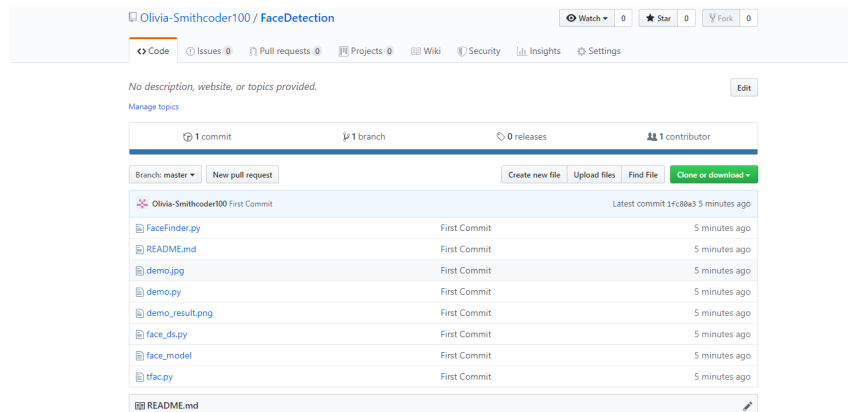 Olivia-Smithcoder100 / FaceDetection Watch 0 Star 0 Fork 0
Code Issues 0 Pull requests 0 Projects 0 Wiki Security Insights Settings
No description, website, or topics provided. Edit
Manage topics
1 commit 1 branch 0 releases 1 contributor
Branch: master New pull request Create new file Upload files Find File Clone or download
Olivia-Smithcoder100 First Commit Latest commit 1fc80a3 5 minutes ago
FaceFinder.py First Commit 5 minutes ago
README.md First Commit 5 minutes ago
demo.jpg First Commit 5 minutes ago
demo.py First Commit 5 minutes ago
demo_result.png First Commit 5 minutes ago
face_ds.py First Commit 5 minutes ago
face_model First Commit 5 minutes ago
tfac.py First Commit 5 minutes ago
README.md